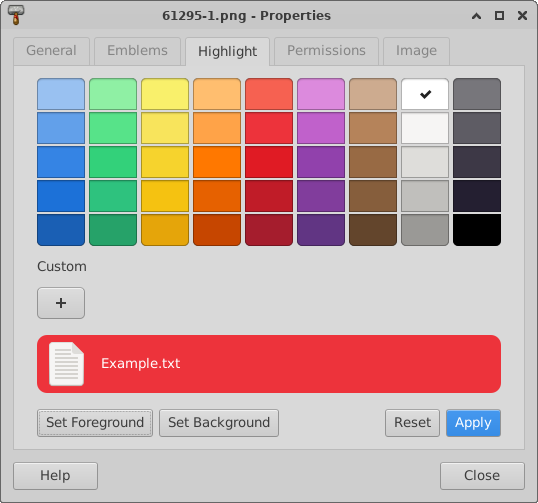 61295-1.png - Properties
General Emblems Highlight Permissions Image
Custom
+
Example.txt
Set Foreground Set Background Reset Apply
Help Close